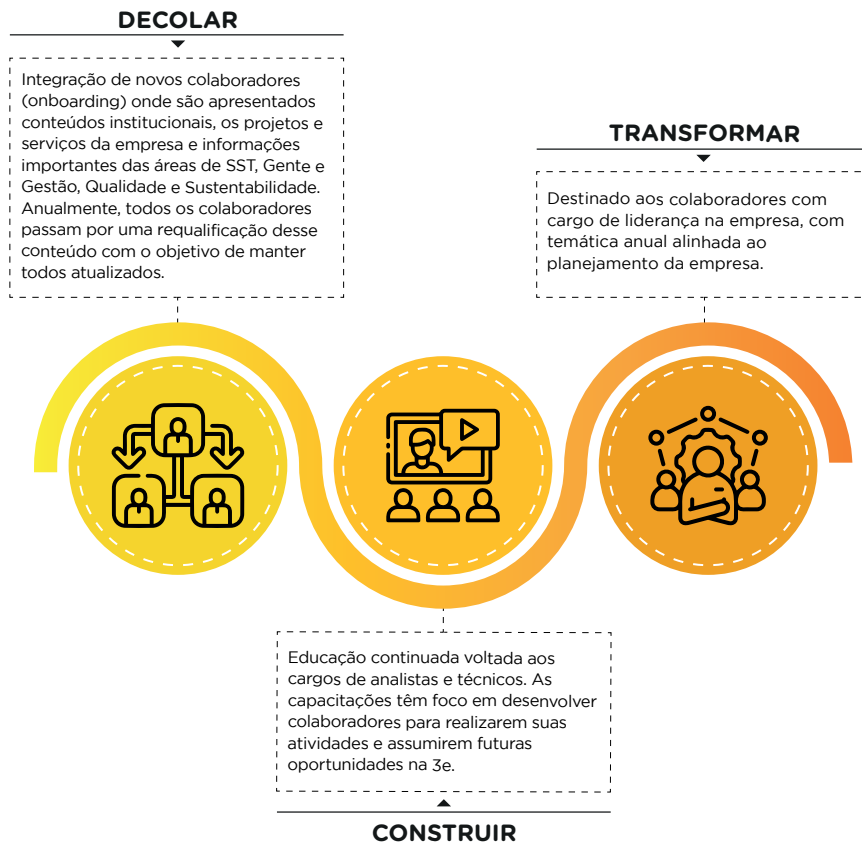 DECOLAR
Integração de novos colaboradores
(onboarding) onde são apresentados
conteúdos institucionais, os projetos e
serviços da empresa e informações
importantes das áreas de SST, Gente e
Gestão, Qualidade e Sustentabilidade.
Anualmente, todos os colaboradores
passam por uma requalificação desse
conteúdo com o objetivo de manter
todos atualizados.
TRANSFORMAR
Destinado aos colaboradores com
cargo de liderança na empresa, com
temática anual alinhada ao
planejamento da empresa.
Educação continuada voltada aos
cargos de analistas e técnicos. As
capacitações têm foco em desenvolver
colaboradores para realizarem suas
atividades e assumirem futuras
oportunidades na 3e.
CONSTRUIR